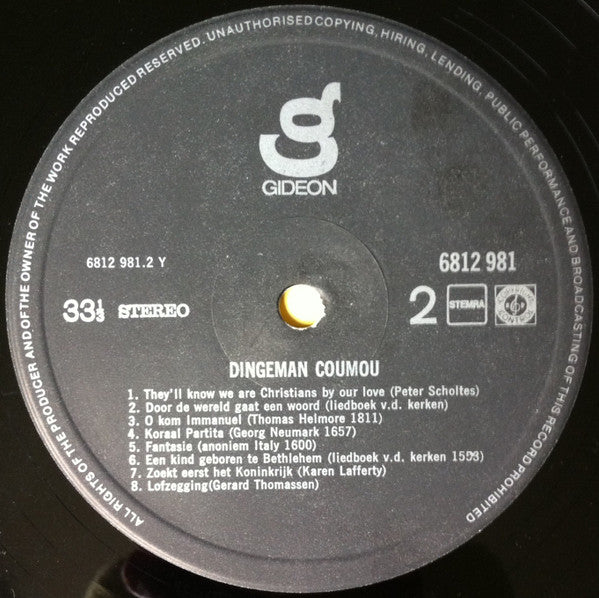 ALL RIGHTS OF THE PRODUCER AND OF THE OWNER OF THE WORK REPRODUCED RESERVED. UNAUTHORISED COPYING, HIRING, LENDING, PUBLIC PERFORMANCE AND BROADCASTING OF THIS RECORD PROHIBITED
g
GIDEON
6812 981.2 Y
6812 981
33⅓ STEREO
2 STEMRA
COPYRIGHT CONTROL
DINGEMAN COUMOU
1. They'll know we are Christians by our love (Peter Scholtes)
2. Door de wereld gaat een woord (liedboek v.d. kerken)
3. O kom Immanuel (Thomas Helmore 1811)
4. Koraal Partita (Georg Neumark 1657)
5. Fantasie (anoniem Italy 1600)
6. Een kind geboren te Bethlehem (liedboek v.d. kerken 1593)
7. Zoekt eerst het Koninkrijk (Karen Lafferty)
8. Lofzegging(Gerard Thomassen)